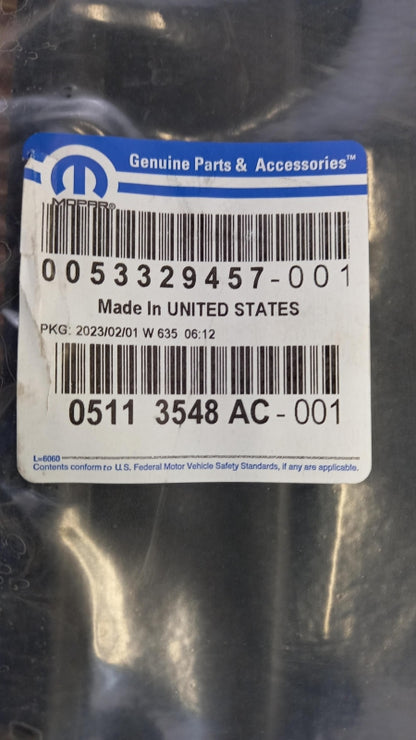 Genuine Parts & Accessories™
MOPAR®
0053329457-001
Made In UNITED STATES
PKG: 2023/02/01 W 635 06:12
0511 3548 AC-001
L=6060
Contents conform to U.S. Federal Motor Vehicle Safety Standards, if any are applicable.